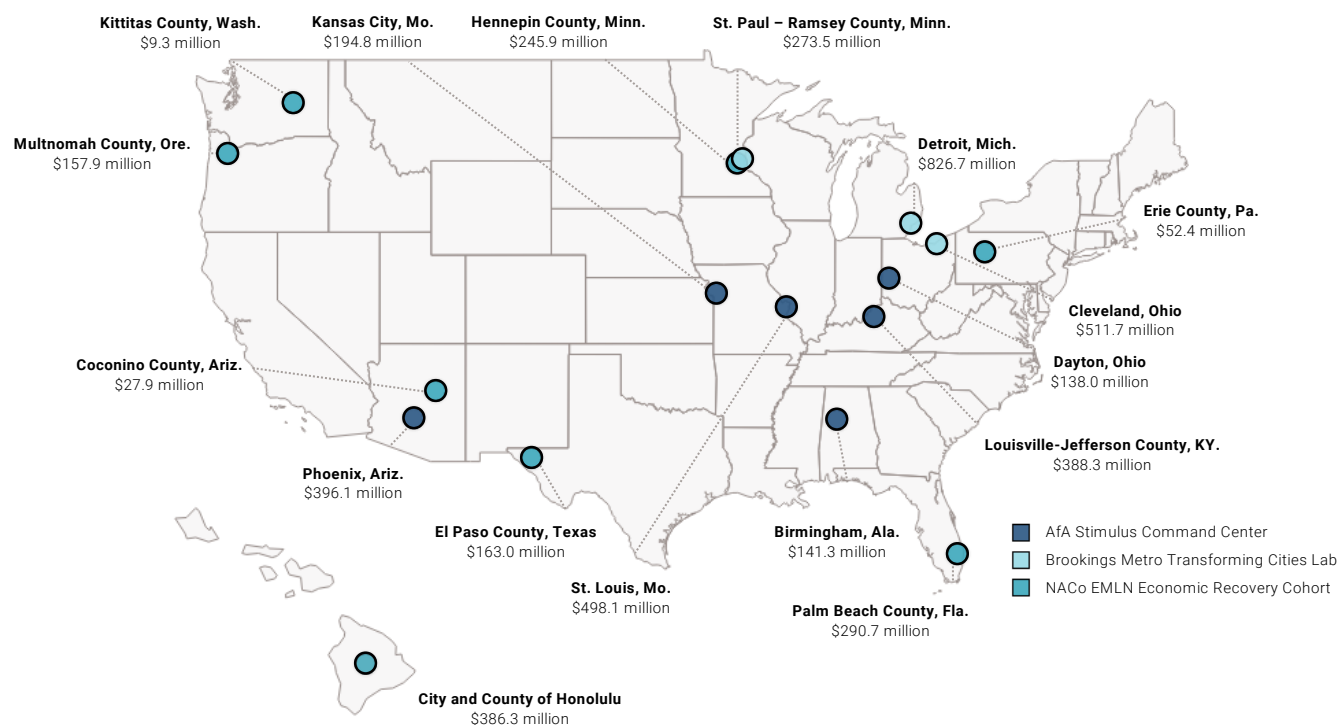 Kittitas County, Wash.
$9.3 million
Kansas City, Mo.
$194.8 million
Hennepin County, Minn.
$245.9 million
St. Paul – Ramsey County, Minn.
$273.5 million
Multnomah County, Ore.
$157.9 million
Detroit, Mich.
$826.7 million
Erie County, Pa.
$52.4 million
Cleveland, Ohio
$511.7 million
Coconino County, Ariz.
$27.9 million
Dayton, Ohio
$138.0 million
Louisville-Jefferson County, KY.
$388.3 million
Phoenix, Ariz.
$396.1 million
El Paso County, Texas
$163.0 million
Birmingham, Ala.
$141.3 million
AfA Stimulus Command Center
Brookings Metro Transforming Cities Lab
NACo EMLN Economic Recovery Cohort
St. Louis, Mo.
$498.1 million
Palm Beach County, Fla.
$290.7 million
City and County of Honolulu
$386.3 million